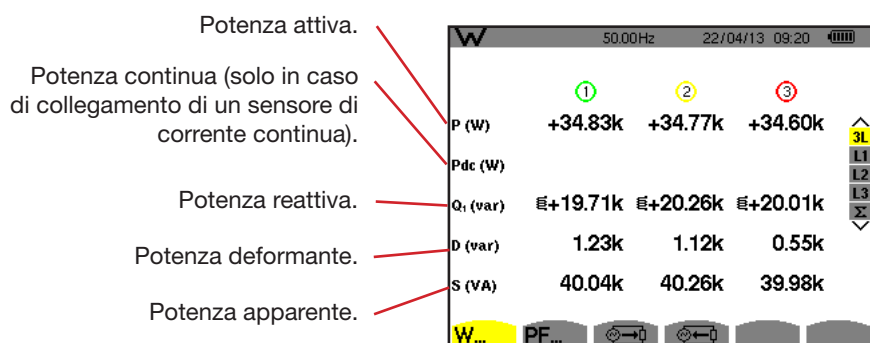 Potenza attiva.
Potenza continua (solo in caso
di collegamento di un sensore di
corrente continua).
Potenza reattiva.
Potenza deformante.
Potenza apparente.
W 50.00Hz 22/04/13 09:20
1 2 3
P (W) +34.83k +34.77k +34.60k
Pdc (W)
Q1 (var) +19.71k +20.26k +20.01k
D (var) 1.23k 1.12k 0.55k
S (VA) 40.04k 40.26k 39.98k
3L
L1
L2
L3
Σ
W... PF...